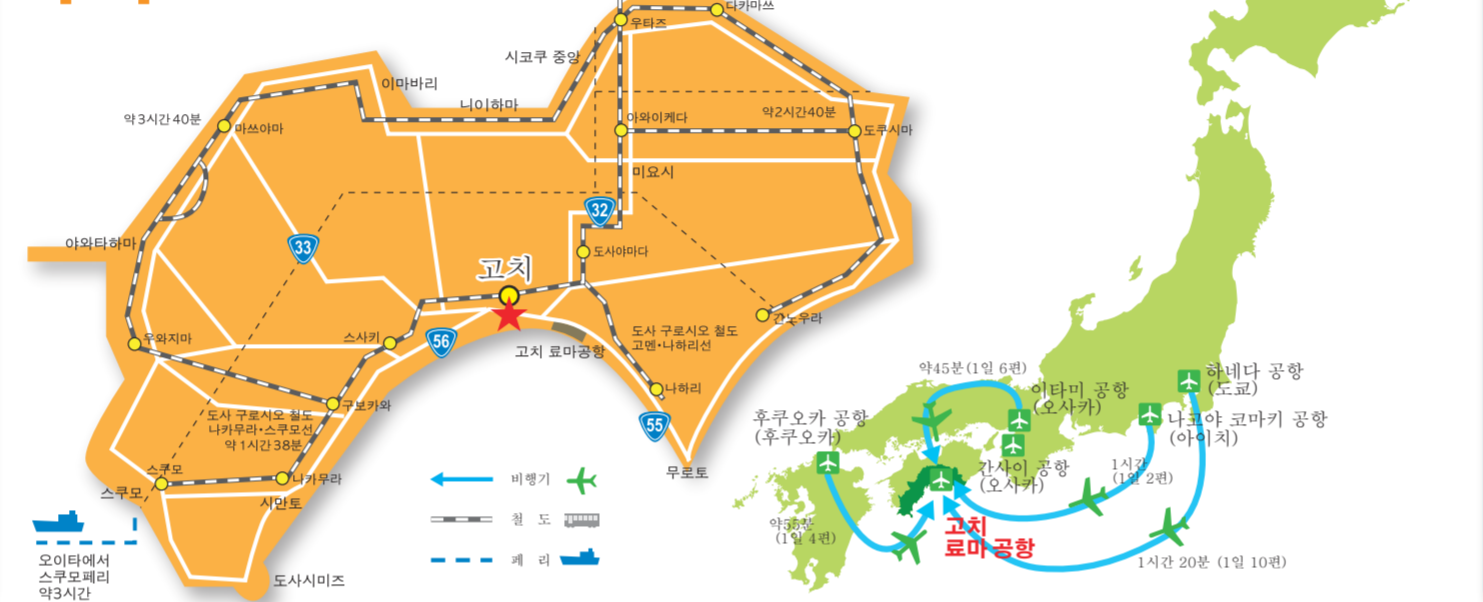 다카마쓰
우타즈
시코쿠 중앙
이마바리
니이하마
약 3시간 40분
마쓰야마
아와이케다
약2시간40분
도쿠시마
미요시
32
야와타하마
33
도사야마다
고치
우와지마
스사키
56
고치 료마공항
도사 구로시오 철도
고멘•나하리선
간노우라
나하리
구보카와
도사 구로시오 철도
나카무라•스쿠모선
약 1시간 38분
55
무로토
스쿠모
스쿠모
나카무라
시만토
오이타에서
스쿠모페리
약3시간
도사시미즈
비행기
철 도
페 리
약45분(1일 6편)
이타미 공항
(오사카)
하네다 공항
(도쿄)
후쿠오카 공항
(후쿠오카)
나코야 코마키 공항
(아이치)
간사이 공항
(오사카)
1시간
(1일 2편)
약55분
(1일 4편)
고치
료마 공항
1시간 20분 (1일 10편)